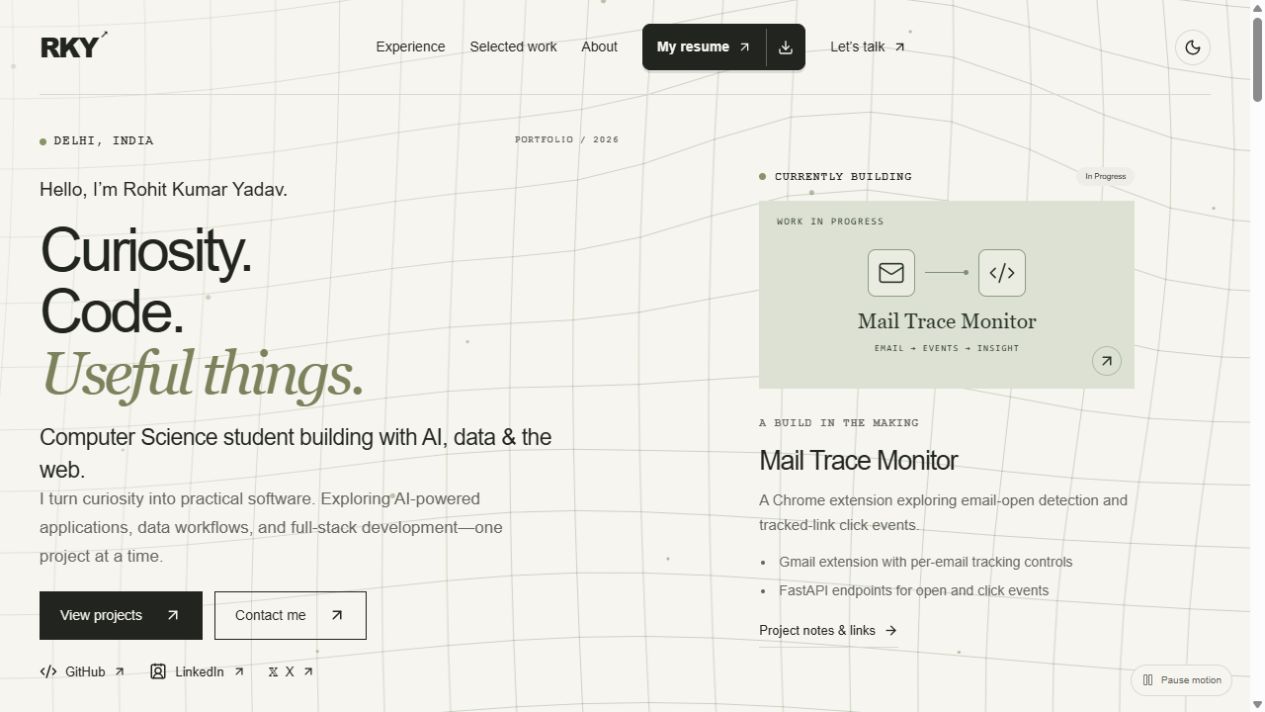 RKY
Experience
Selected work
About
My resume
Let's talk
DELHI, INDIA
PORTFOLIO / 2026
Hello, I'm Rohit Kumar Yadav.
Curiosity.
Code.
Useful things.
Computer Science student building with AI, data & the
web.
I turn curiosity into practical software. Exploring AI-powered
applications, data workflows, and full-stack development—one
project at a time.
View projects
Contact me
GitHub
LinkedIn
X
CURRENTLY BUILDING
In Progress
WORK IN PROGRESS
Mail Trace Monitor
EMAIL → EVENTS → INSIGHT
A BUILD IN THE MAKING
Mail Trace Monitor
A Chrome extension exploring email-open detection and
tracked-link click events.
• Gmail extension with per-email tracking controls
• FastAPI endpoints for open and click events
Project notes & links →
Pause motion